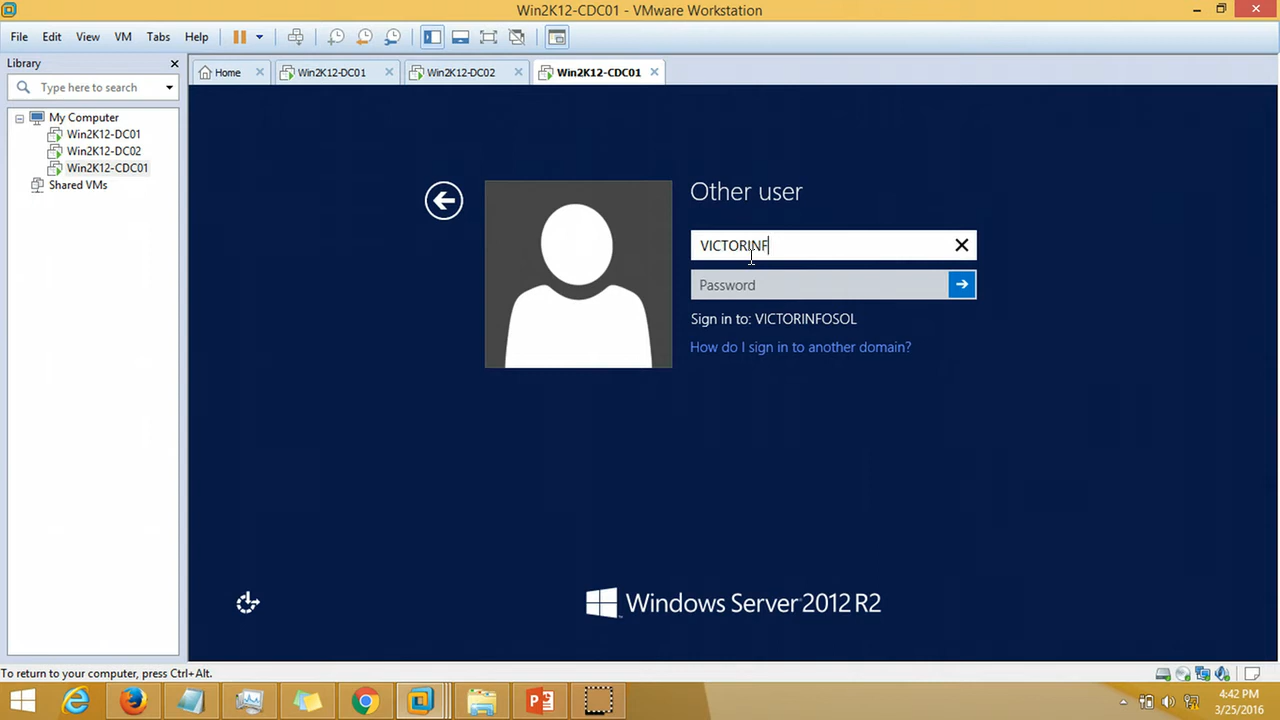 Win2K12-CDC01 - VMware Workstation
File Edit View VM Tabs Help
Library
Type here to search
My Computer
Win2K12-DC01
Win2K12-DC02
Win2K12-CDC01
Shared VMs
Home
Win2K12-DC01
Win2K12-DC02
Win2K12-CDC01
Other user
VICTORINF
Password
Sign in to: VICTORINFOSOL
How do I sign in to another domain?
Windows Server 2012 R2
To return to your computer, press Ctrl+Alt.
4:42 PM
3/25/2016